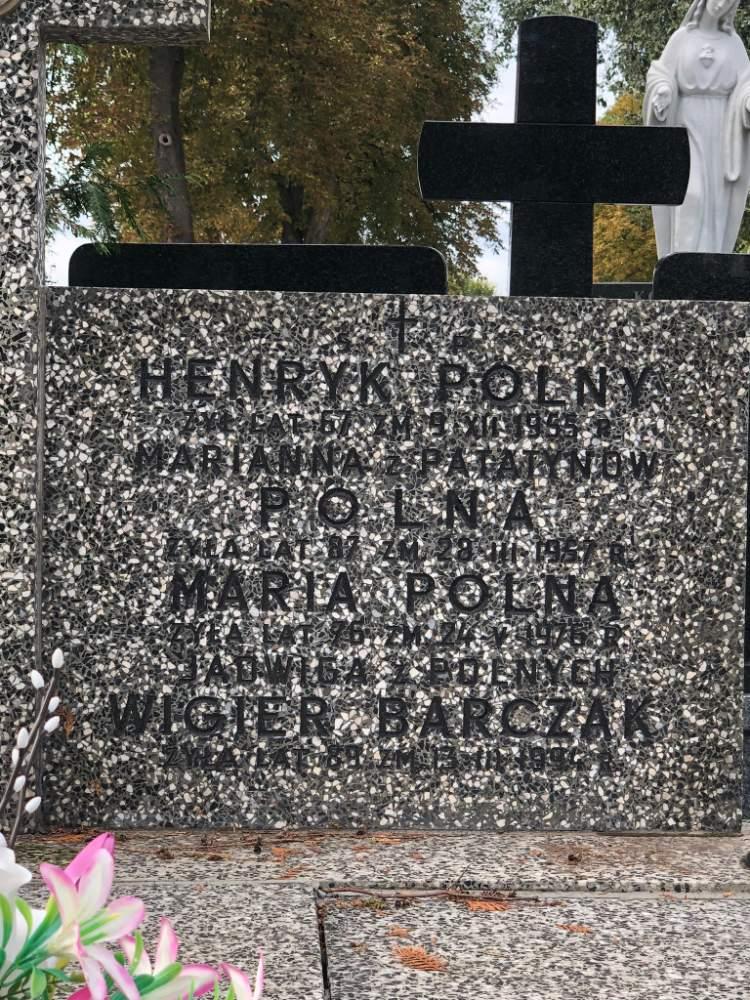 Ś P
HENRYK POLNY
ŻYŁ LAT 67 ZM 9 XII 1955 R
MARIANNA z PATATYNÓW
POLNA
ŻYŁA LAT 87 ZM 28 III 1957 R
MARIA POLNA
ŻYŁA LAT 76 ZM 24 V 1976 R
JADWIGA z POLNYCH
WIGIER BARCZAK
ŻYŁA LAT 89 ZM 13 III 1994 R